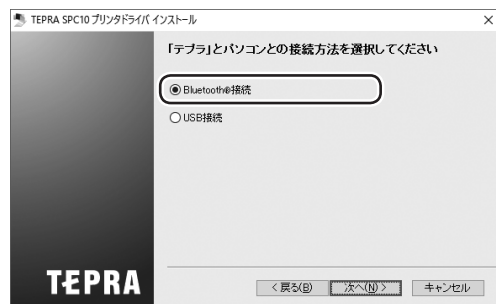 TEPRA SPC10 プリンタドライバ インストール
「テプラ」とパソコンとの接続方法を選択してください
Bluetooth®接続
USB接続
TEPRA
< 戻る(B) 次へ(N) > キャンセル